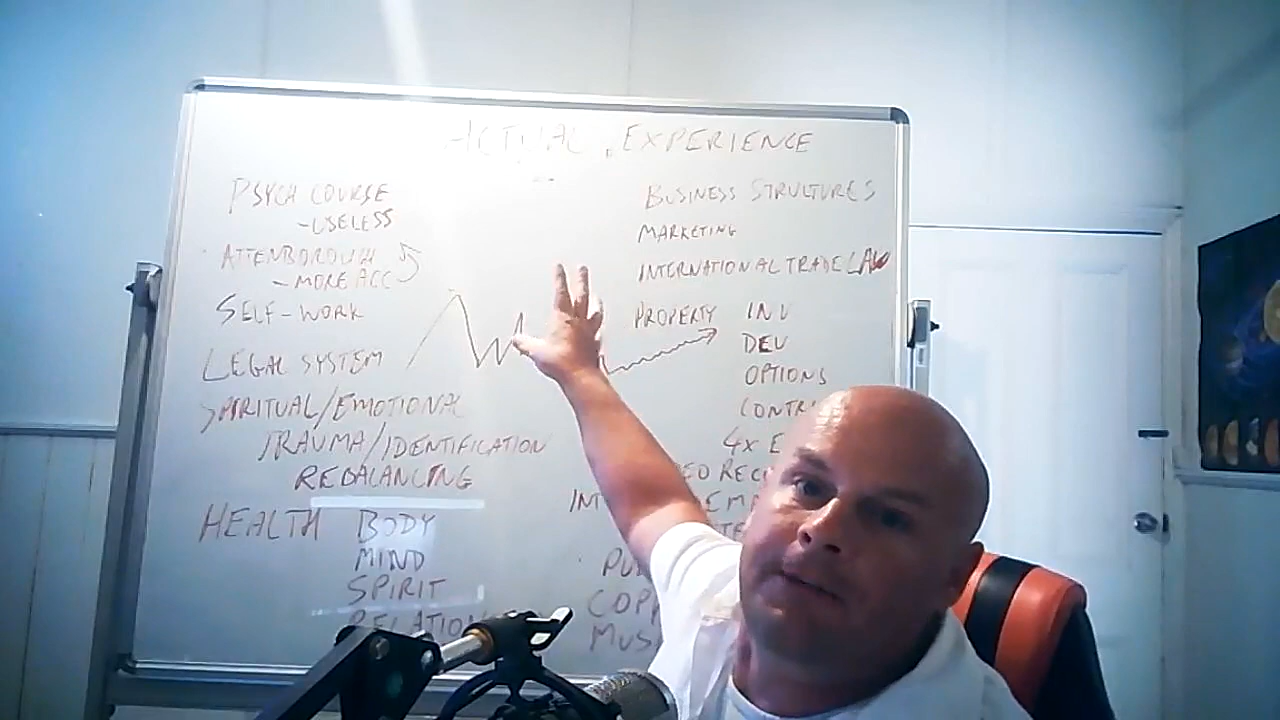 ACTUAL EXPERIENCE
PSYCH COURSE
-USELESS
ATTENBOROUGH
- MORE ACC
SELF-WORK
LEGAL SYSTEM
SPIRITUAL/EMOTIONAL
TRAUMA/IDENTIFICATION
REBALANCING
HEALTH BODY
MIND
SPIRIT
BUSINESS STRUCTURES
MARKETING
INTERNATIONAL TRADE LAW
PROPERTY INV
DEV
OPTIONS